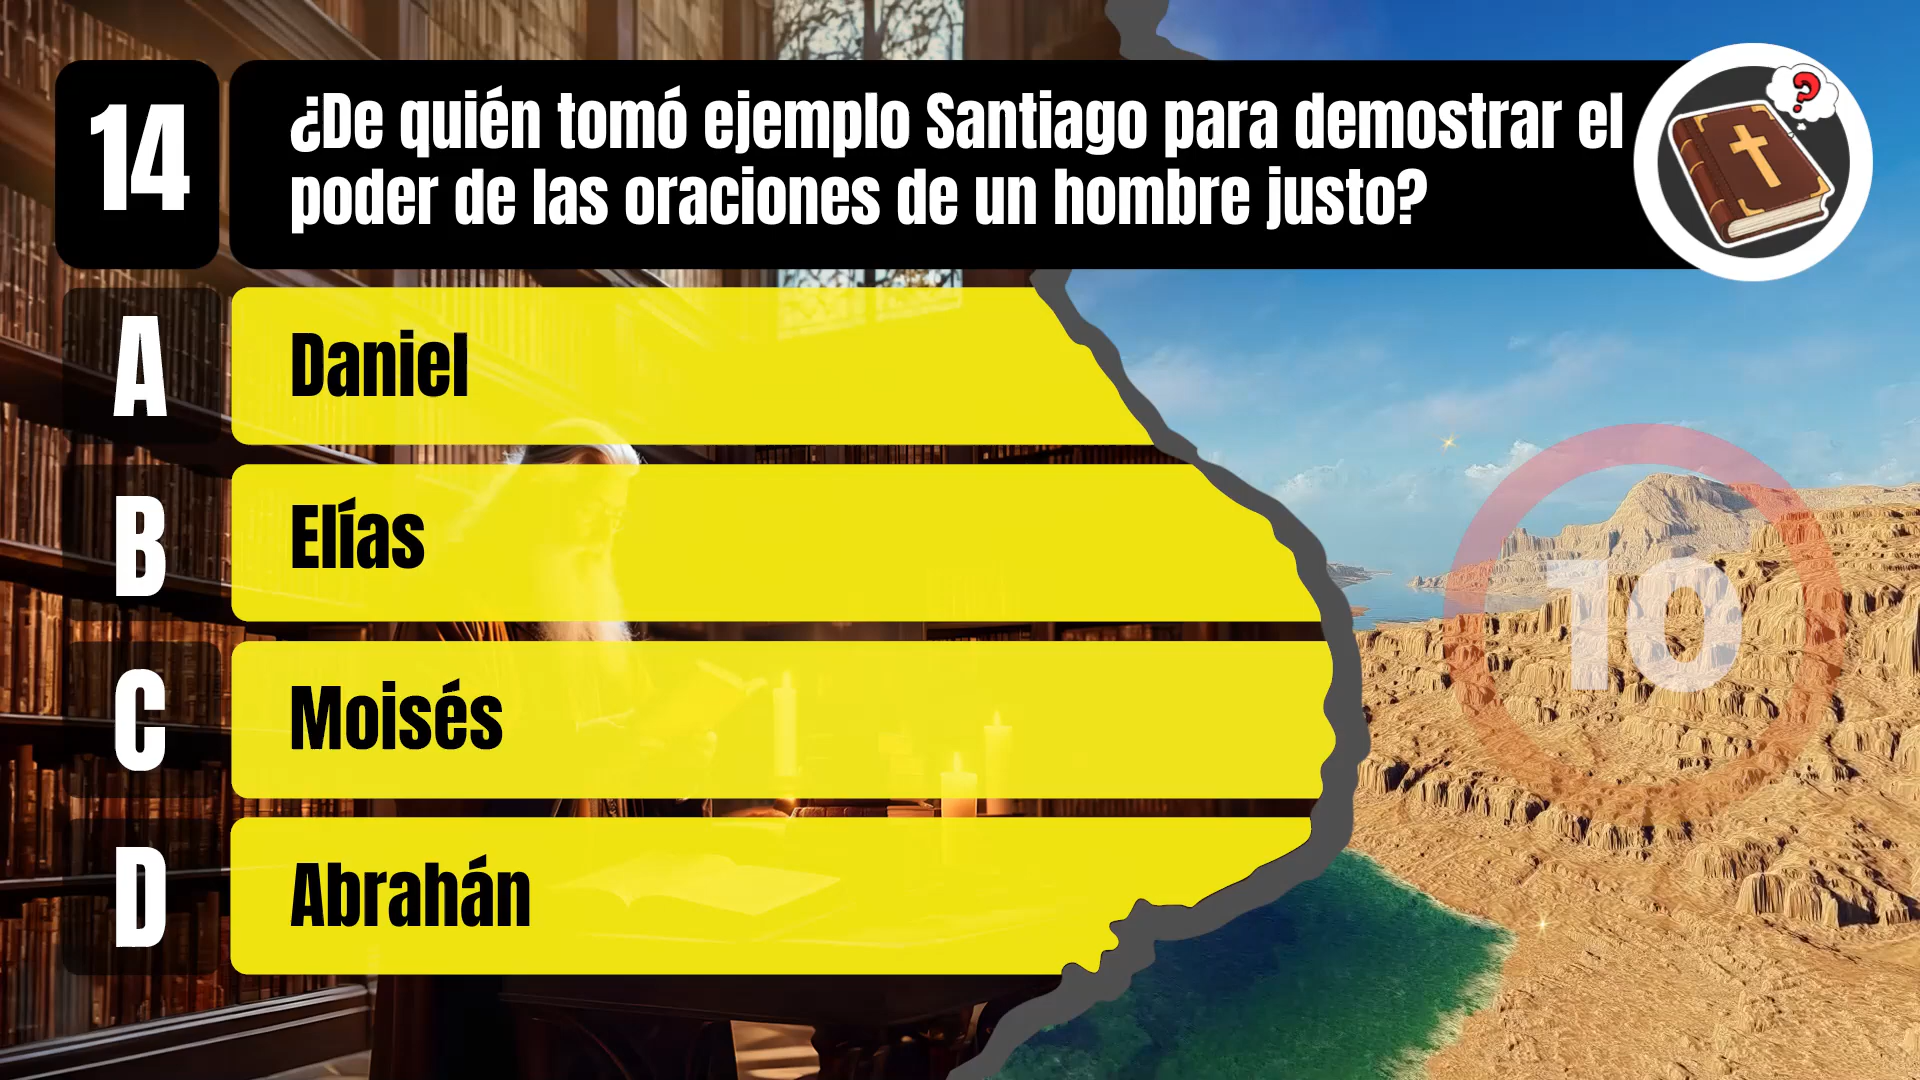 14
¿De quién tomó ejemplo Santiago para demostrar el
poder de las oraciones de un hombre justo?
A
Daniel
B
Elías
C
Moisés
D
Abrahán
10